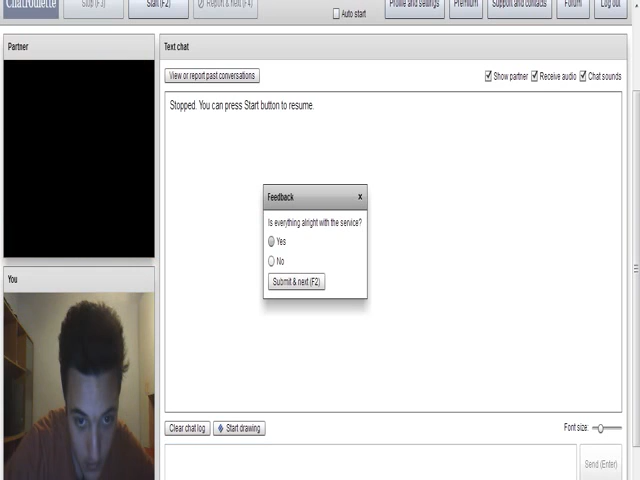 Chatroulette
Stop (F3)
Start (F2)
Report & next (F4)
Auto start
Profile and settings
Premium
Support and contacts
Forum
Log out
Partner
Text chat
View or report past conversations
Show partner
Receive audio
Chat sounds
Stopped. You can press Start button to resume.
Feedback
x
Is everything alright with the service?
Yes
No
Submit & next (F2)
You
Clear chat log
Start drawing
Font size:
Send (Enter)